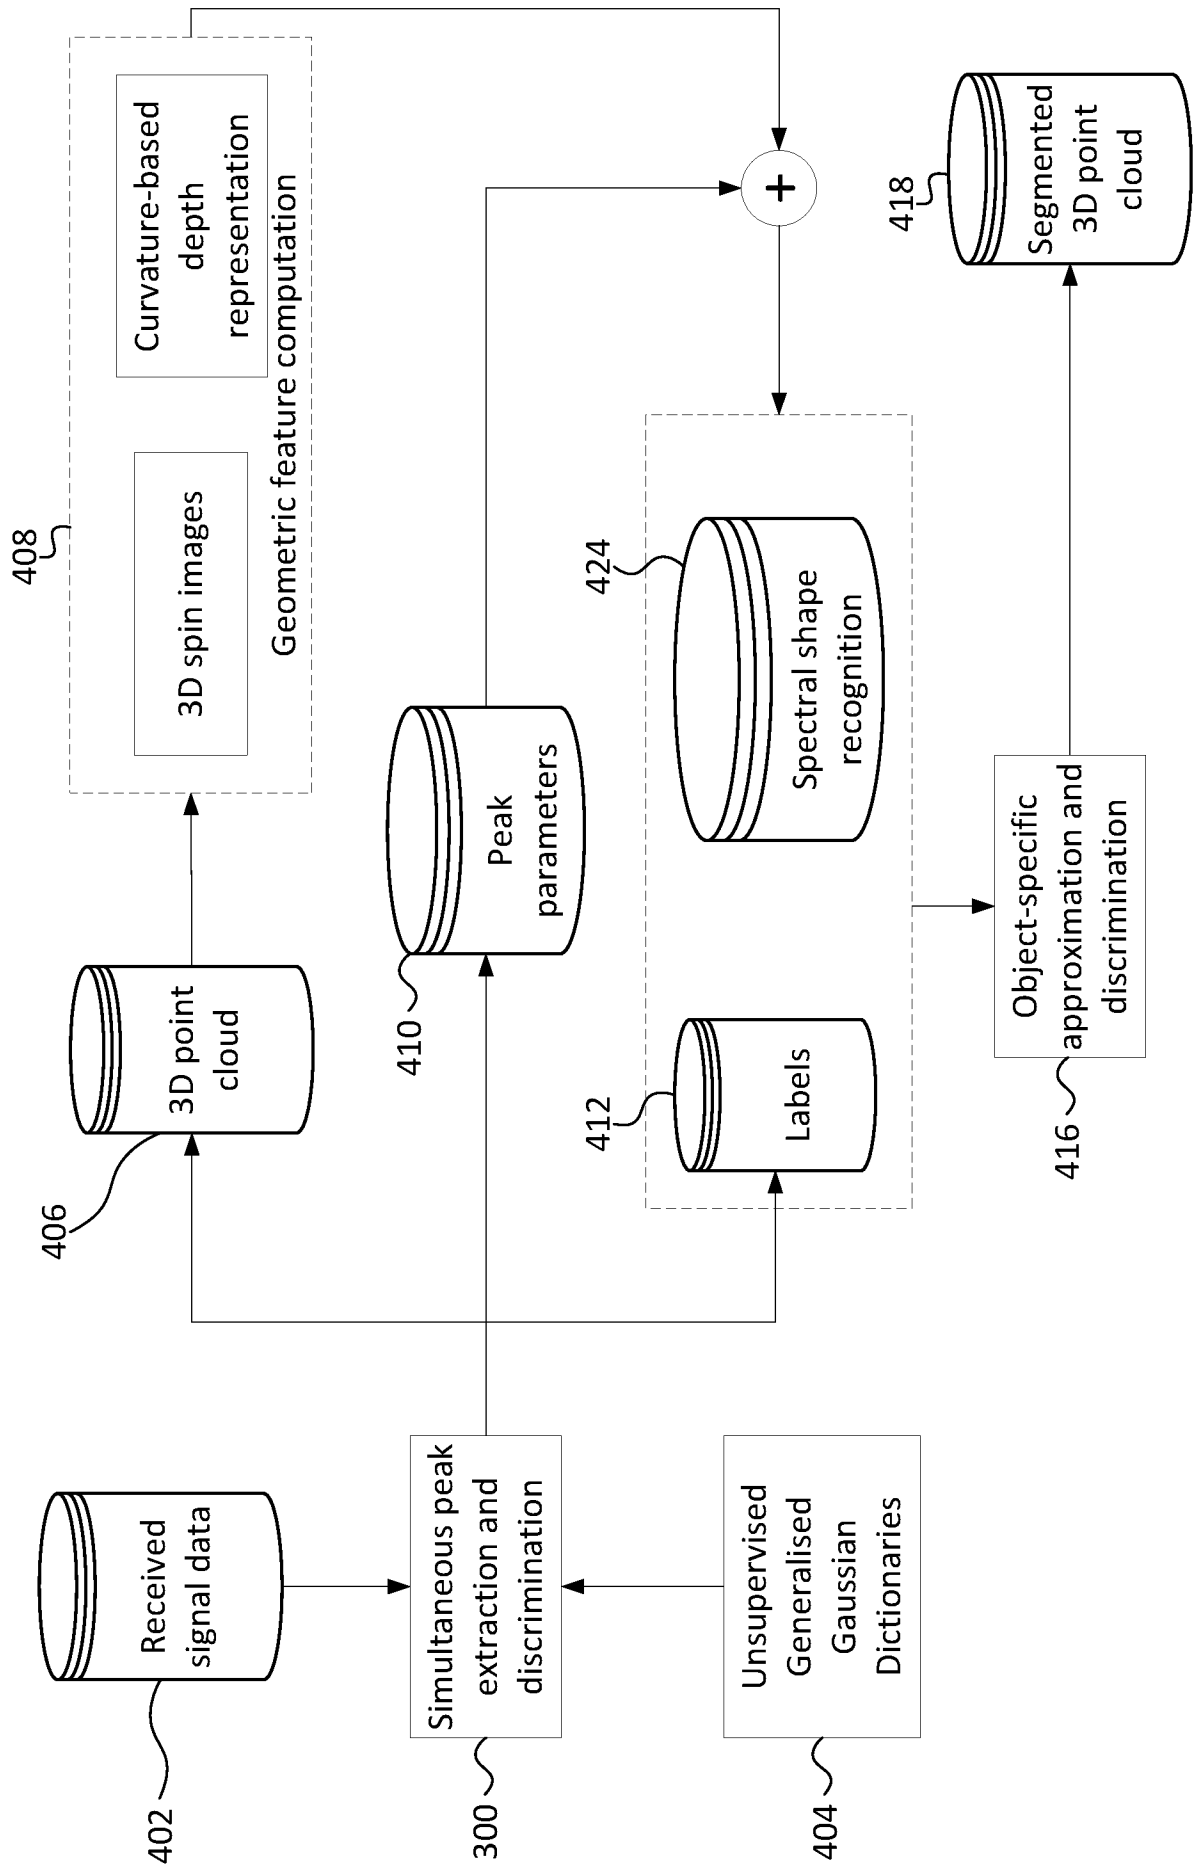 402
Received
signal data
300
Simultaneous peak
extraction and
discrimination
404
Unsupervised
Generalised
Gaussian
Dictionaries
406
3D point
cloud
408
3D spin images
Curvature-based
depth
representation
Geometric feature computation
410
Peak
parameters
+
412
Labels
424
Spectral shape
recognition
416
Object-specific
approximation and
discrimination
418
Segmented
3D point
cloud